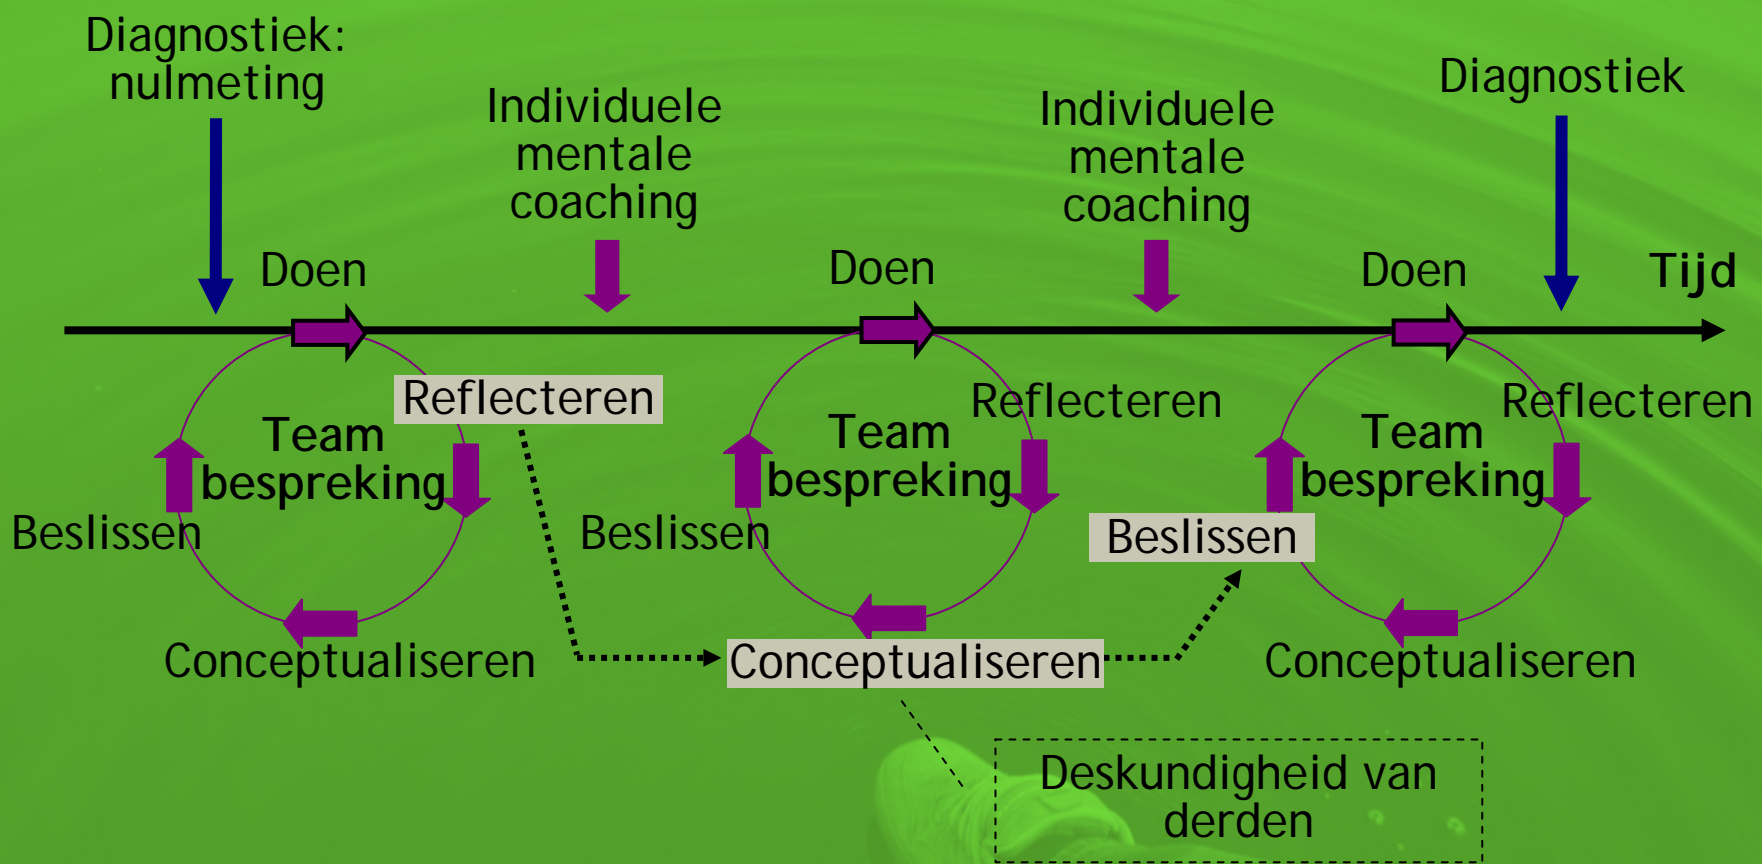 Diagnostiek:
nulmeting
Individuele
mentale
coaching
Individuele
mentale
coaching
Diagnostiek
Doen
Doen
Doen
Tijd
Reflecteren
Team
bespreking
Beslissen
Conceptualiseren
Reflecteren
Team
bespreking
Beslissen
Conceptualiseren
Reflecteren
Team
bespreking
Beslissen
Conceptualiseren
Deskundigheid van
derden